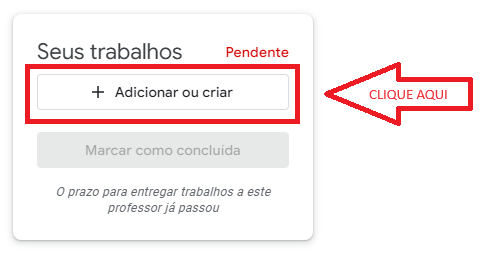 Seus trabalhos Pendente
+ Adicionar ou criar
CLIQUE AQUI
Marcar como concluída
O prazo para entregar trabalhos a este
professor já passou